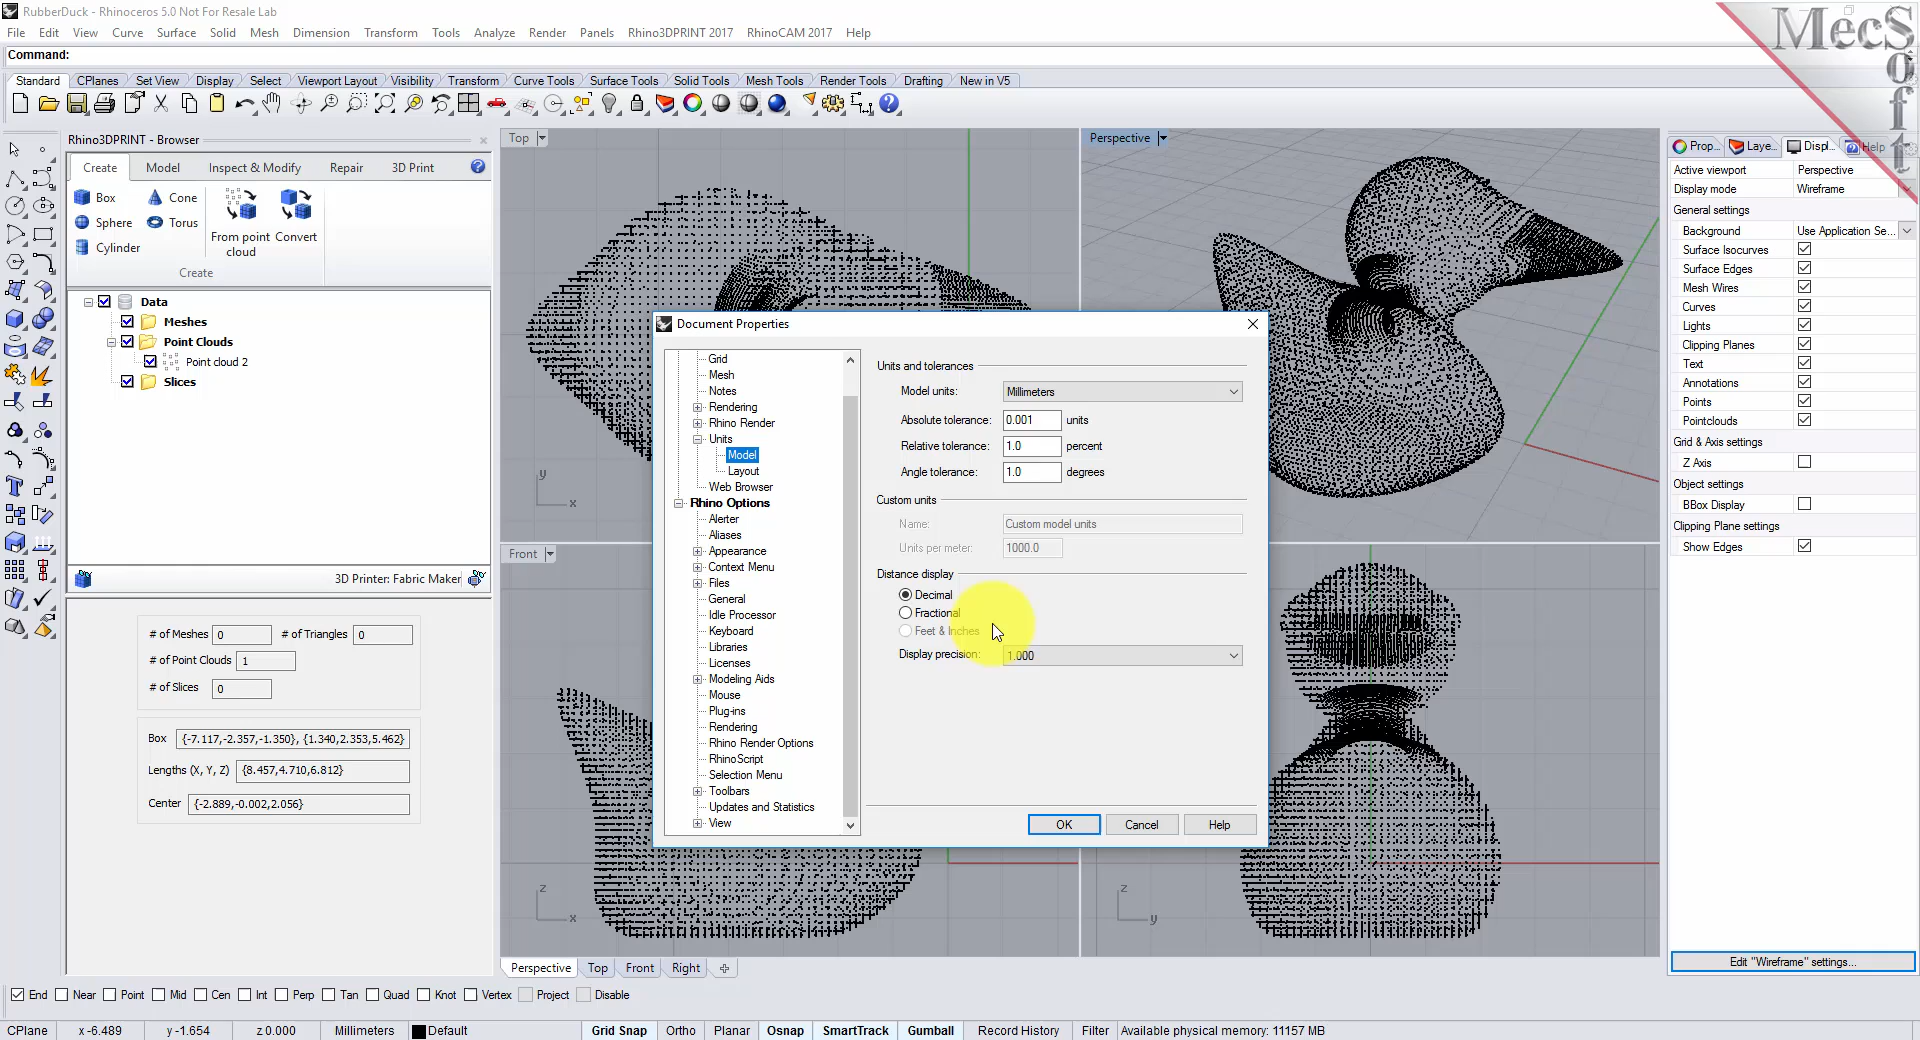 RubberDuck - Rhinoceros 5.0 Not For Resale Lab
File Edit View Curve Surface Solid Mesh Dimension Transform Tools Analyze Render Panels Rhino3DPRINT 2017 RhinoCAM 2017 Help
MecSoft
Command:
Standard CPlanes Set View Display Select Viewport Layout Visibility Transform Curve Tools Surface Tools Solid Tools Mesh Tools Render Tools Drafting New in V5
Rhino3DPRINT - Browser
Create Model Inspect & Modify Repair 3D Print
Box Cone
Sphere Torus
Cylinder
From point cloud
Convert
Create
Data
Meshes
Point Clouds
Point cloud 2
Slices
3D Printer: Fabric Maker
# of Meshes 0 # of Triangles 0
# of Point Clouds 1
# of Slices 0
Box {-7.117,-2.357,-1.350}, {1.340,2.353,5.462}
Lengths (X, Y, Z) {8.457,4.710,6.812}
Center {-2.889,-0.002,2.056}
Top
y
x
Perspective
Front
z
x
z
y
Document Properties
Grid
Mesh
Notes
Rendering
Rhino Render
Units
Model
Layout
Web Browser
Rhino Options
Alerter
Aliases
Appearance
Context Menu
Files
General
Idle Processor
Keyboard
Libraries
Licenses
Modeling Aids
Mouse
Plug-ins
Rendering
Rhino Render Options
RhinoScript
Selection Menu
Toolbars
Updates and Statistics
View
Units and tolerances
Model units: Millimeters
Absolute tolerance: 0.001 units
Relative tolerance: 1.0 percent
Angle tolerance: 1.0 degrees
Custom units
Name: Custom model units
Units per meter: 1000.0
Distance display
Decimal
Fractional
Feet & Inches
Display precision: 1.000
OK Cancel Help
Prop... Laye... Displ... Help
Active viewport Perspective
Display mode Wireframe
General settings
Background Use Application Se...
Surface Isocurves
Surface Edges
Mesh Wires
Curves
Lights
Clipping Planes
Text
Annotations
Points
Pointclouds
Grid & Axis settings
Z Axis
Object settings
BBox Display
Clipping Plane settings
Show Edges
Edit "Wireframe" settings...
Perspective Top Front Right
End Near Point Mid Cen Int Perp Tan Quad Knot Vertex Project Disable
CPlane x -6.489 y -1.654 z 0.000 Millimeters Default Grid Snap Ortho Planar Osnap SmartTrack Gumball Record History Filter Available physical memory: 11157 MB